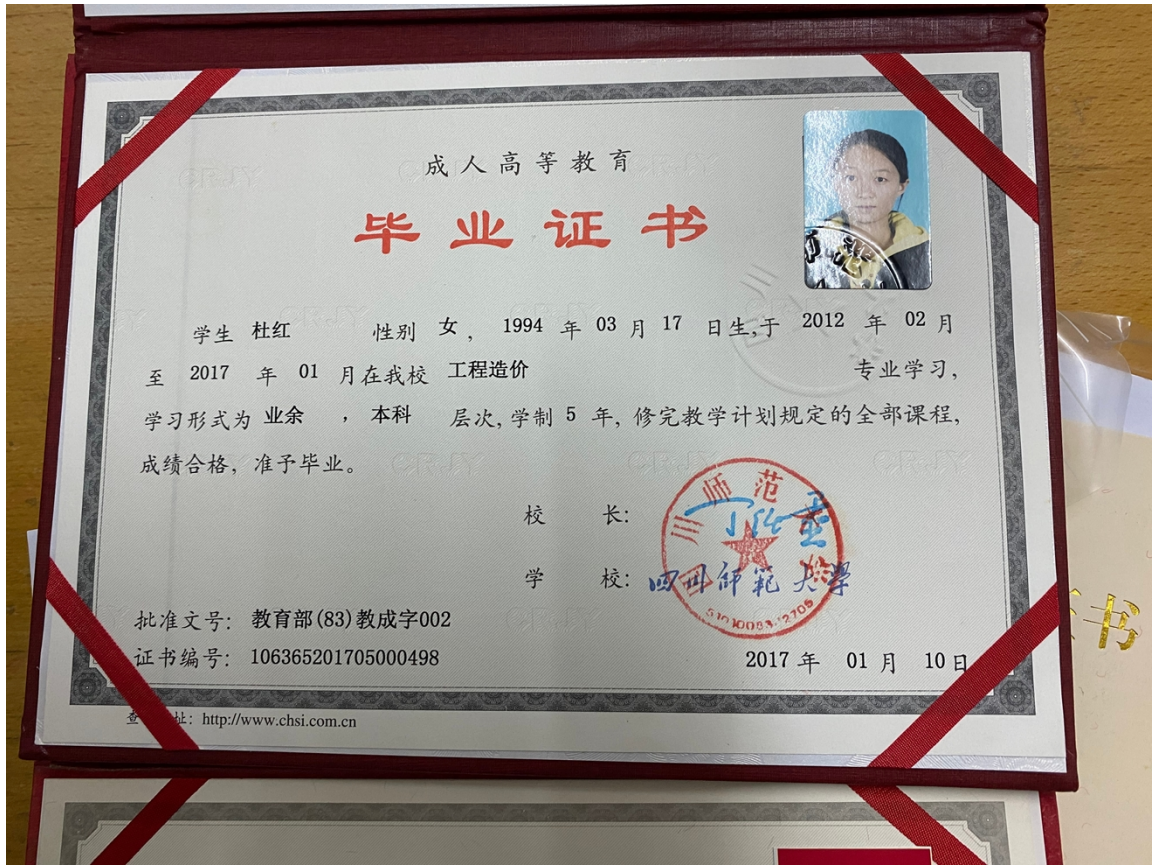 成人高等教育
毕业证书
学生 杜红 性别 女， 1994 年 03 月 17 日生,于 2012 年 02 月
至 2017 年 01 月在我校 工程造价 专业学习,
学习形式为 业余 ， 本科 层次, 学制 5 年, 修完教学计划规定的全部课程,
成绩合格, 准予毕业。
校 长:
学 校: 四川師範大學
批准文号: 教育部(83)教成字002
证书编号: 106365201705000498
2017 年 01 月 10 日
查 址: http://www.chsi.com.cn
书